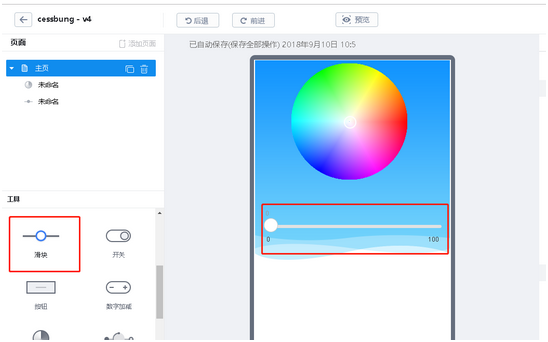 cessbung - v4
后退
前进
预览
页面
添加页面
已自动保存(保存全部操作) 2018年9月10日 10:5
主页
未命名
未命名
工具
滑块
开关
0
100
按钮
数字加减